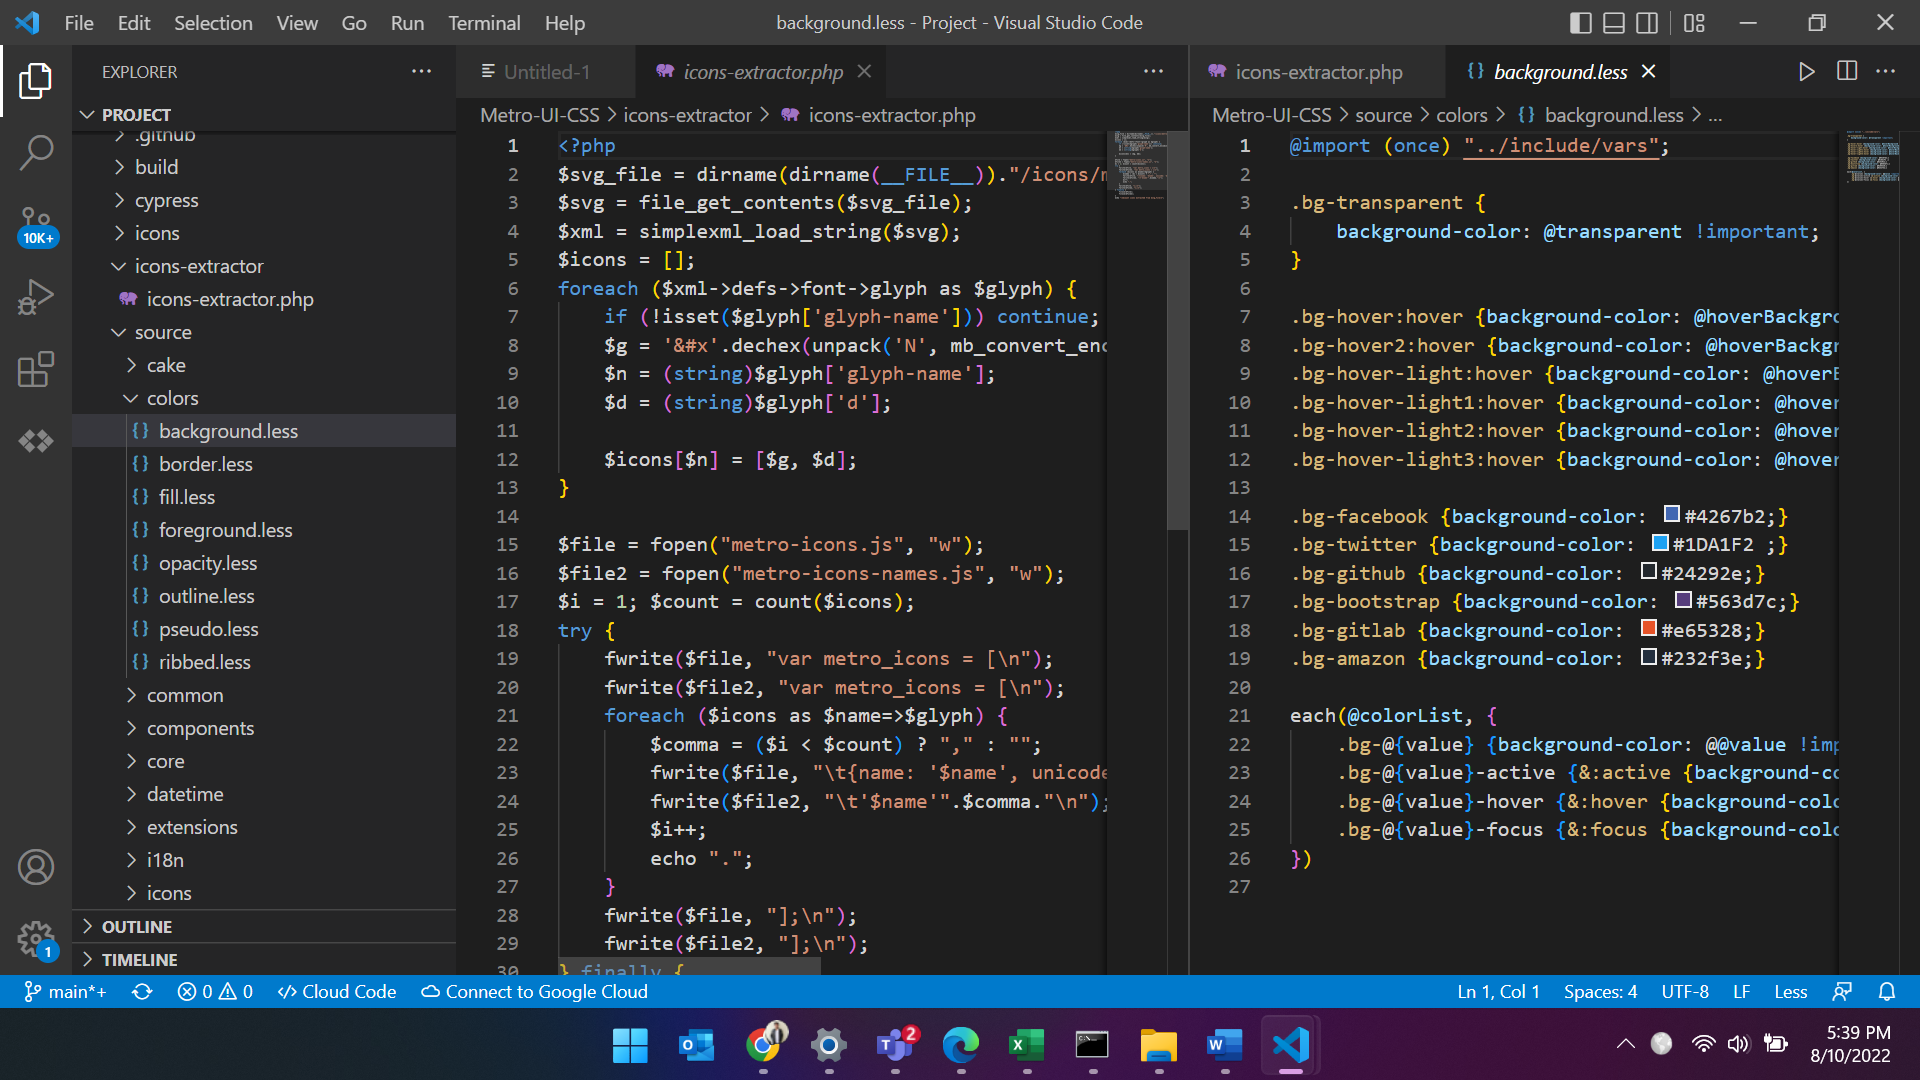 File Edit Selection View Go Run Terminal Help
background.less - Project - Visual Studio Code
EXPLORER
PROJECT
.github
build
cypress
icons
icons-extractor
icons-extractor.php
source
cake
colors
{} background.less
{} border.less
{} fill.less
{} foreground.less
{} opacity.less
{} outline.less
{} pseudo.less
{} ribbed.less
common
components
core
datetime
extensions
i18n
icons
OUTLINE
TIMELINE
10K+
1
Untitled-1
icons-extractor.php
Metro-UI-CSS > icons-extractor > icons-extractor.php
1 <?php
2 $svg_file = dirname(dirname(__FILE__))."/icons/m
3 $svg = file_get_contents($svg_file);
4 $xml = simplexml_load_string($svg);
5 $icons = [];
6 foreach ($xml->defs->font->glyph as $glyph) {
7 if (!isset($glyph['glyph-name'])) continue;
8 $g = '&#x'.dechex(unpack('N', mb_convert_enc
9 $n = (string)$glyph['glyph-name'];
10 $d = (string)$glyph['d'];
11
12 $icons[$n] = [$g, $d];
13 }
14
15 $file = fopen("metro-icons.js", "w");
16 $file2 = fopen("metro-icons-names.js", "w");
17 $i = 1; $count = count($icons);
18 try {
19 fwrite($file, "var metro_icons = [\n");
20 fwrite($file2, "var metro_icons = [\n");
21 foreach ($icons as $name=>$glyph) {
22 $comma = ($i < $count) ? "," : "";
23 fwrite($file, "\t{name: '$name', unicode
24 fwrite($file2, "\t'$name'".$comma."\n");
25 $i++;
26 echo ".";
27 }
28 fwrite($file, "];\n");
29 fwrite($file2, "];\n");
30 } finally {
icons-extractor.php
{} background.less
Metro-UI-CSS > source > colors > {} background.less > ...
1 @import (once) "../include/vars";
2
3 .bg-transparent {
4 background-color: @transparent !important;
5 }
6
7 .bg-hover:hover {background-color: @hoverBackgro
8 .bg-hover2:hover {background-color: @hoverBackgr
9 .bg-hover-light:hover {background-color: @hoverB
10 .bg-hover-light1:hover {background-color: @hover
11 .bg-hover-light2:hover {background-color: @hover
12 .bg-hover-light3:hover {background-color: @hover
13
14 .bg-facebook {background-color: #4267b2;}
15 .bg-twitter {background-color: #1DA1F2 ;}
16 .bg-github {background-color: #24292e;}
17 .bg-bootstrap {background-color: #563d7c;}
18 .bg-gitlab {background-color: #e65328;}
19 .bg-amazon {background-color: #232f3e;}
20
21 each(@colorList, {
22 .bg-@{value} {background-color: @@value !imp
23 .bg-@{value}-active {&:active {background-co
24 .bg-@{value}-hover {&:hover {background-colo
25 .bg-@{value}-focus {&:focus {background-colo
26 })
27
main*+ 0 0 Cloud Code Connect to Google Cloud
Ln 1, Col 1 Spaces: 4 UTF-8 LF Less
2
5:39 PM
8/10/2022